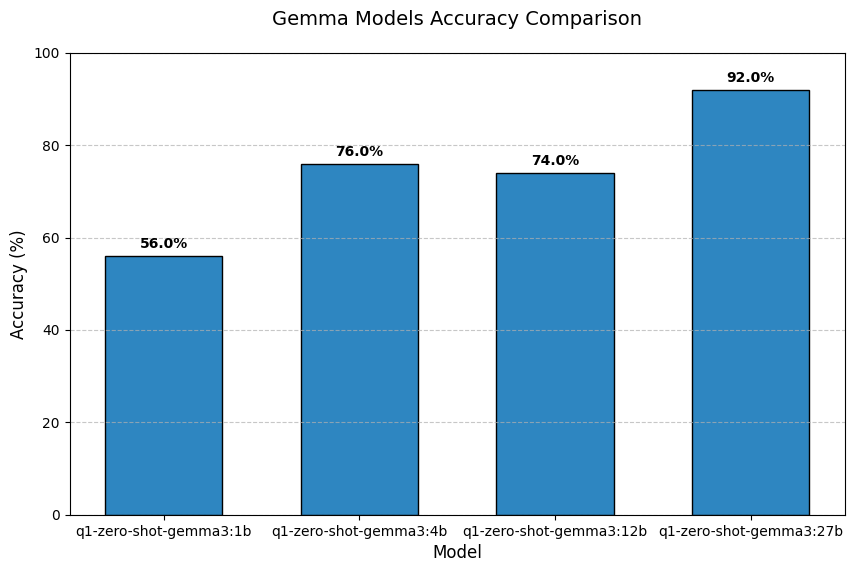 Gemma Models Accuracy Comparison
100
80
60
40
20
0
Accuracy (%)
56.0%
76.0%
74.0%
92.0%
q1-zero-shot-gemma3:1b
q1-zero-shot-gemma3:4b
q1-zero-shot-gemma3:12b
q1-zero-shot-gemma3:27b
Model